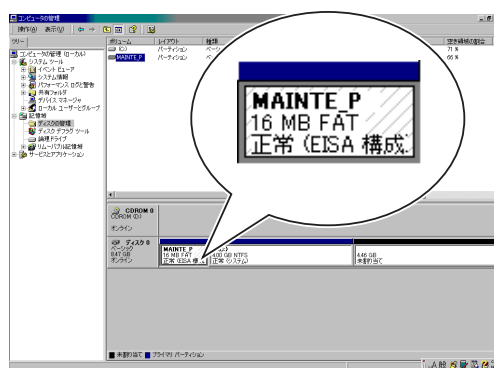 コンピュータの管理
操作(A) 表示(V)
ツリー
コンピュータの管理 (ローカル)
システム ツール
イベント ビューア
システム情報
パフォーマンス ログと警告
共有フォルダ
デバイス マネージャ
ローカル ユーザーとグループ
記憶域
ディスクの管理
ディスク デフラグ ツール
論理ドライブ
リムーバブル記憶域
サービスとアプリケーション
ボリューム レイアウト 種類 空き領域の割合
(C:) パーティション 71 %
MAINTE_P パーティション 66 %
MAINTE_P
16 MB FAT
正常 (EISA 構成
CDROM 0
CDROM (D:)
オンライン
ディスク 0
ベーシック
8.47 GB
オンライン
MAINTE_P
16 MB FAT
正常 (EISA 構
4.00 GB NTFS
正常 (システム)
4.46 GB
未割り当て
未割り当て プライマリ パーティション
A 般